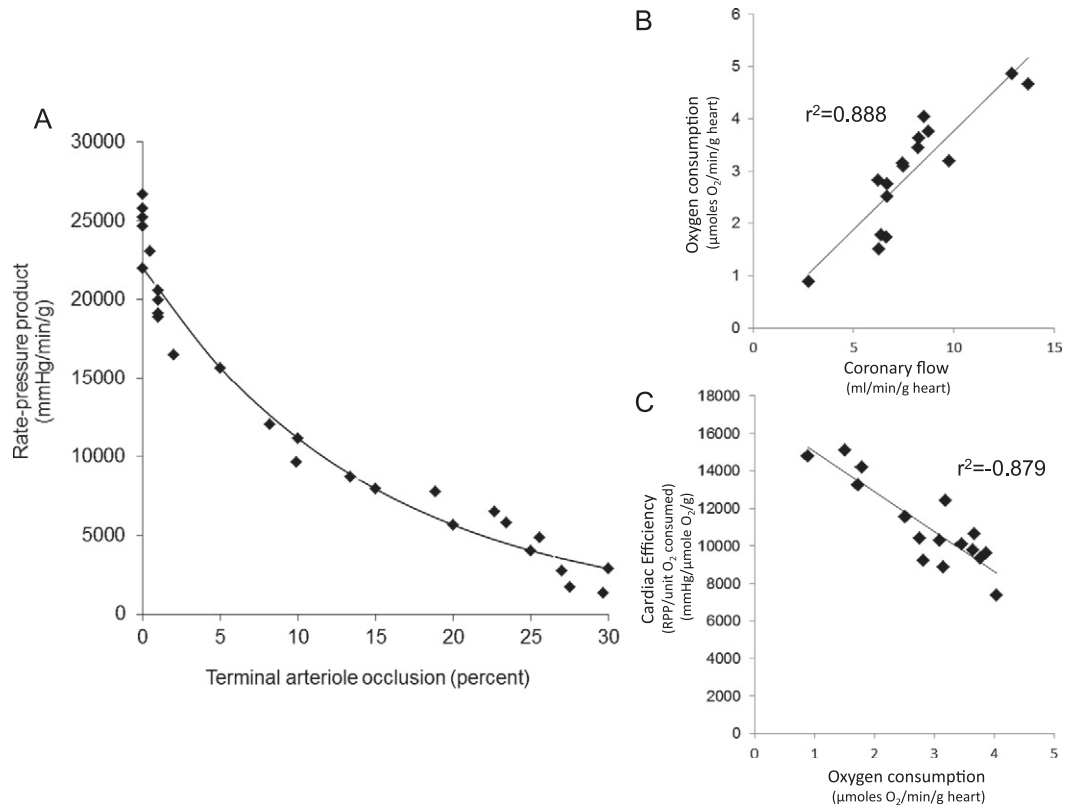 A
30000
25000
20000
15000
10000
5000
0
0 5 10 15 20 25 30
Rate-pressure product
(mmHg/min/g)
Terminal arteriole occlusion (percent)
B
6
5
4
3
2
1
0
0 5 10 15
r²=0.888
Oxygen consumption
(μmoles O₂/min/g heart)
Coronary flow
(ml/min/g heart)
C
18000
16000
14000
12000
10000
8000
6000
4000
2000
0
0 1 2 3 4 5
r²=-0.879
Cardiac Efficiency
(RPP/unit O₂ consumed)
(mmHg/μmole O₂/g)
Oxygen consumption
(μmoles O₂/min/g heart)